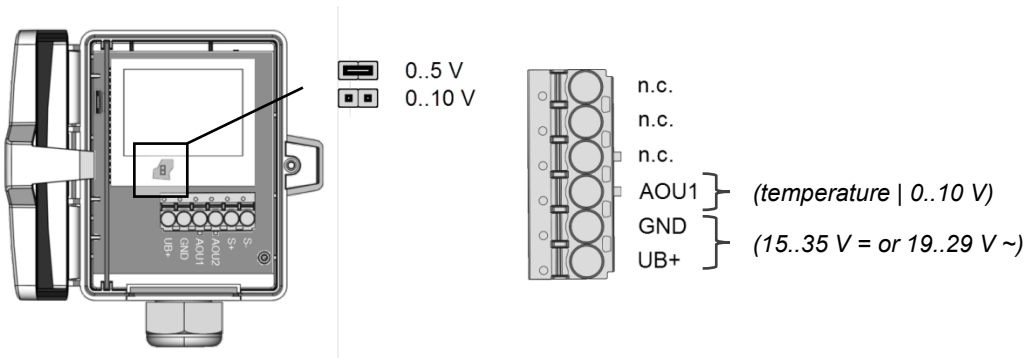 0..5 V
0..10 V
UB+
GND
AOU1
AOU2
S+
S-
n.c.
n.c.
n.c.
AOU1 (temperature | 0..10 V)
GND
UB+
(15..35 V = or 19..29 V ~)